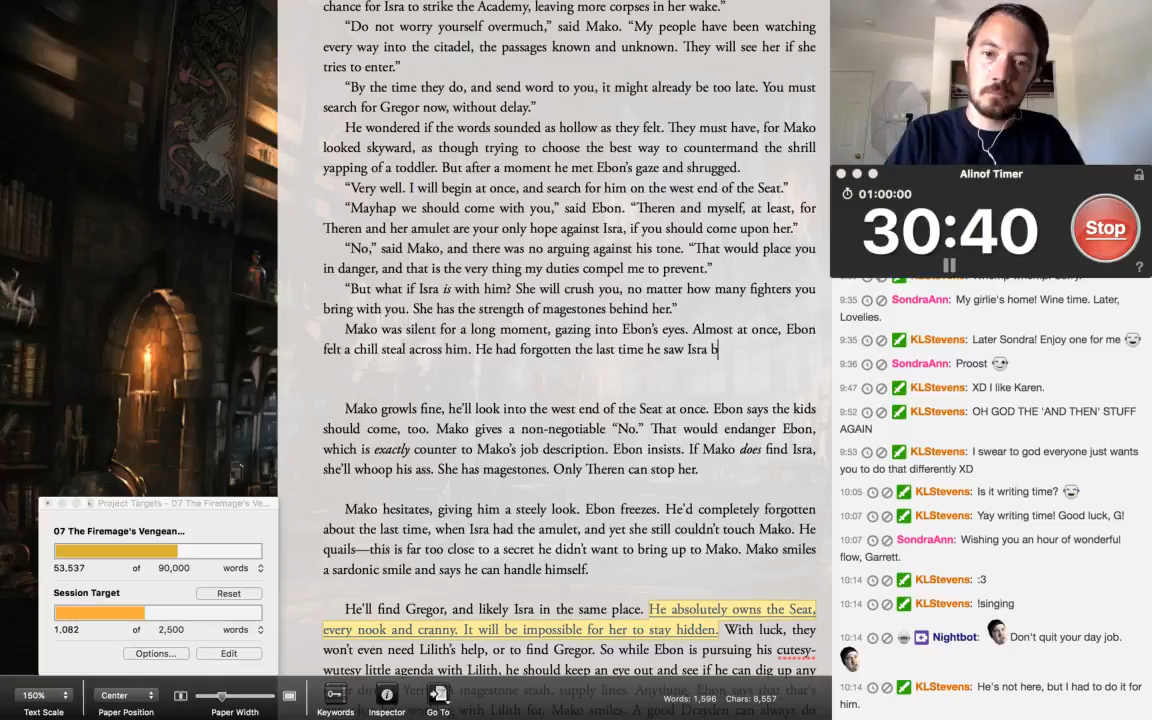 chance for Isra to strike the Academy, leaving more corpses in her wake.”
“Do not worry yourself overmuch,” said Mako. “My people have been watching
every way into the citadel, the passages known and unknown. They will see her if she
tries to enter.”
“By the time they do, and send word to you, it might already be too late. You must
search for Gregor now, without delay.”
He wondered if the words sounded as hollow as they felt. They must have, for Mako
looked skyward, as though trying to choose the best way to countermand the shrill
yapping of a toddler. But after a moment he met Ebon’s gaze and shrugged.
“Very well. I will begin at once, and search for him on the west end of the Seat.”
“Mayhap we should come with you,” said Ebon. “Theren and myself, at least, for
Theren and her amulet are your only hope against Isra, if you should come upon her.”
“No,” said Mako, and there was no arguing against his tone. “That would place you
in danger, and that is the very thing my duties compel me to prevent.”
“But what if Isra is with him? She will crush you, no matter how many fighters you
bring with you. She has the strength of magestones behind her.”
Mako was silent for a long moment, gazing into Ebon’s eyes. Almost at once, Ebon
felt a chill steal across him. He had forgotten the last time he saw Isra b
Mako growls fine, he’ll look into the west end of the Seat at once. Ebon says the kids
should come, too. Mako gives a non-negotiable “No.” That would endanger Ebon,
which is exactly counter to Mako’s job description. Ebon insists. If Mako does find Isra,
she’ll whoop his ass. She has magestones. Only Theren can stop her.
Mako hesitates, giving him a steely look. Ebon freezes. He’d completely forgotten
about the last time, when Isra had the amulet, and yet she still couldn’t touch Mako. He
quails—this is far too close to a secret he didn’t want to bring up to Mako. Mako smiles
a sardonic smile and says he can handle himself.
He’ll find Gregor, and likely Isra in the same place. He absolutely owns the Seat,
every nook and cranny. It will be impossible for her to stay hidden. With luck, they
won’t even need Lilith’s help, or to find Gregor. So while Ebon is pursuing his cutesy-
wutesy little agenda with Lilith, he should keep an eye out and see if he can dig up any
magestone stash, supply lines.
with Lilith, for Mako smiles.
Project Targets - 07 The Firemage's Ve...
07 The Firemage's Vengean...
53,537 of 90,000 words
Session Target
Reset
1,082 of 2,500 words
Options...
Edit
150%
Text Scale
Center
Paper Position
Paper Width
Keywords
Inspector
Go To
Words: 1,596 Chars: 8,557
Alinof Timer
01:00:00
30:40
Stop
?
9:35 SondraAnn: My girlie's home! Wine time. Later,
Lovelies.
9:35 KLStevens: Later Sondra! Enjoy one for me
9:36 SondraAnn: Proost
9:47 KLStevens: XD I like Karen.
9:52 KLStevens: OH GOD THE 'AND THEN' STUFF
AGAIN
9:53 KLStevens: I swear to god everyone just wants
you to do that differently XD
10:05 KLStevens: Is it writing time?
10:07 KLStevens: Yay writing time! Good luck, G!
10:07 SondraAnn: Wishing you an hour of wonderful
flow, Garrett.
10:14 KLStevens: :3
10:14 KLStevens: !singing
10:14 Nightbot: Don't quit your day job.
10:14 KLStevens: He's not here, but I had to do it for
him.